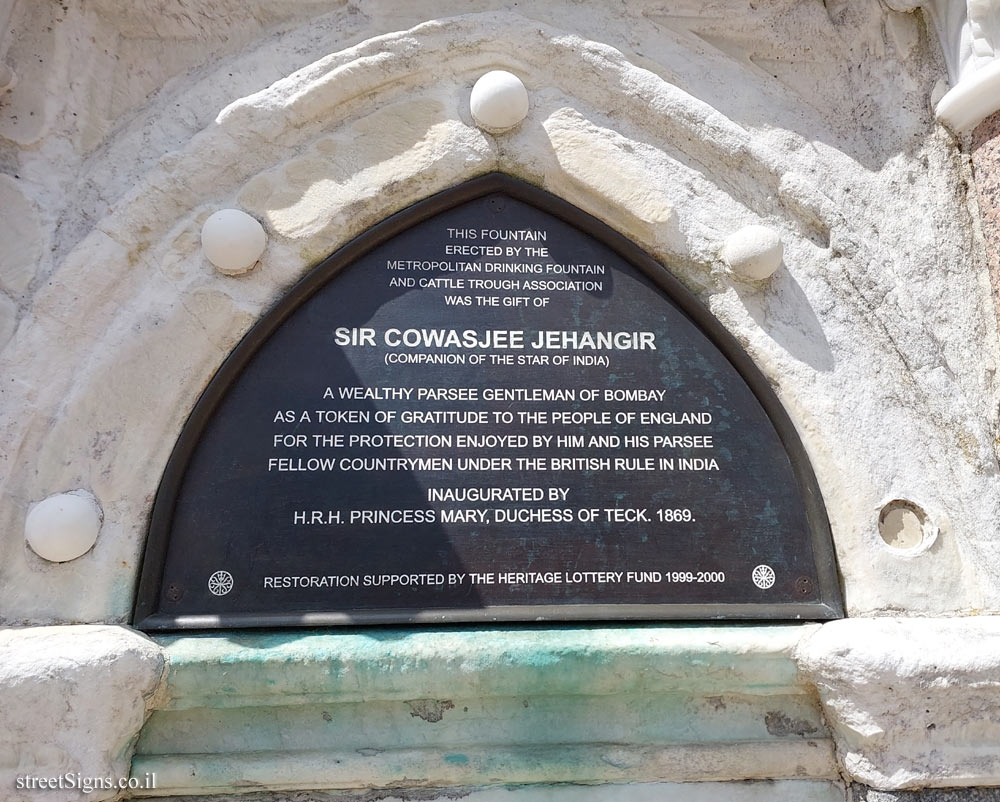 THIS FOUNTAIN
ERECTED BY THE
METROPOLITAN DRINKING FOUNTAIN
AND CATTLE TROUGH ASSOCIATION
WAS THE GIFT OF
SIR COWASJEE JEHANGIR
(COMPANION OF THE STAR OF INDIA)
A WEALTHY PARSEE GENTLEMAN OF BOMBAY
AS A TOKEN OF GRATITUDE TO THE PEOPLE OF ENGLAND
FOR THE PROTECTION ENJOYED BY HIM AND HIS PARSEE
FELLOW COUNTRYMEN UNDER THE BRITISH RULE IN INDIA
INAUGURATED BY
H.R.H. PRINCESS MARY, DUCHESS OF TECK. 1869.
RESTORATION SUPPORTED BY THE HERITAGE LOTTERY FUND 1999-2000
streetSigns.co.il